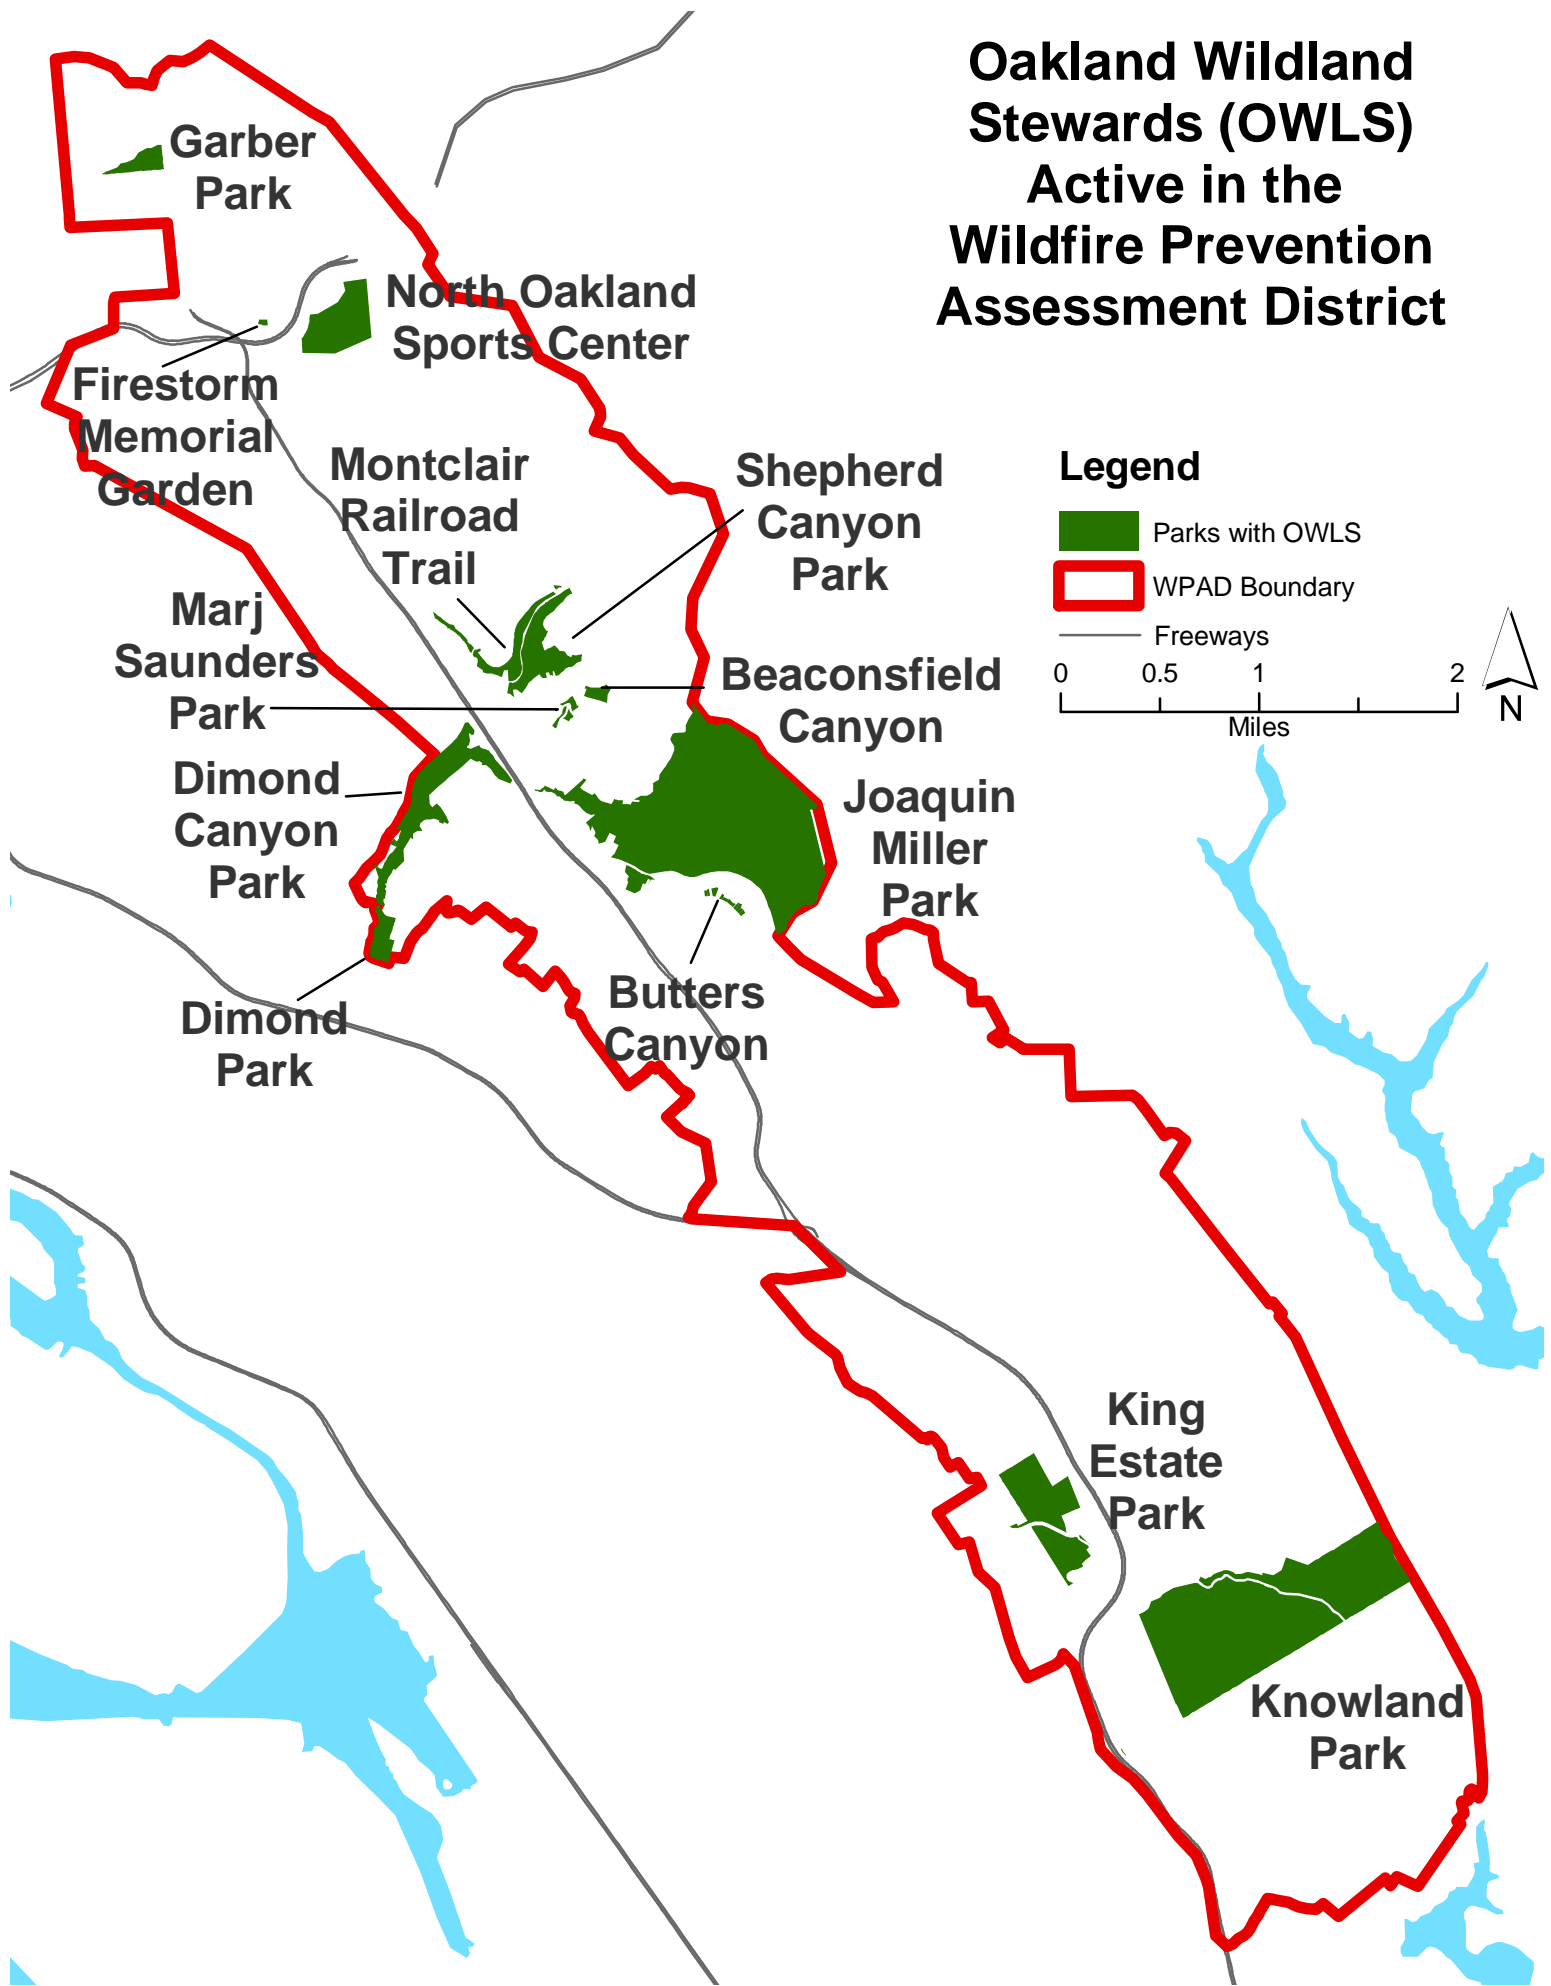 Oakland Wildland
Stewards (OWLS)
Active in the
Wildfire Prevention
Assessment District
Garber
Park
North Oakland
Sports Center
Firestorm
Memorial
Garden
Montclair
Railroad
Trail
Shepherd
Canyon
Park
Legend
Parks with OWLS
WPAD Boundary
Freeways
0 0.5 1 2
Miles
N
Marj
Saunders
Park
Beaconsfield
Canyon
Dimond
Canyon
Park
Joaquin
Miller
Park
Dimond
Park
Butters
Canyon
King
Estate
Park
Knowland
Park